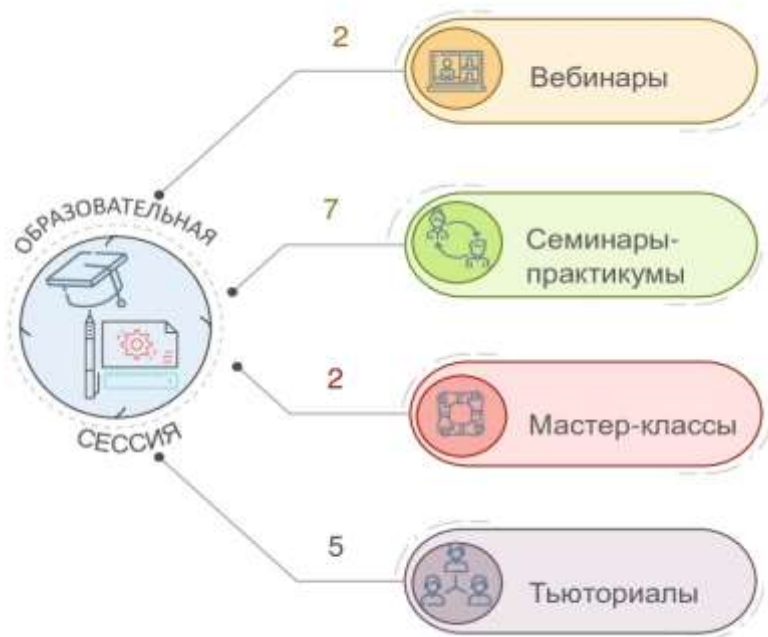 2
Вебинары
ОБРАЗОВАТЕЛЬНАЯ
СЕССИЯ
7
Семинары-
практикумы
2
Мастер-классы
5
Тьюториалы